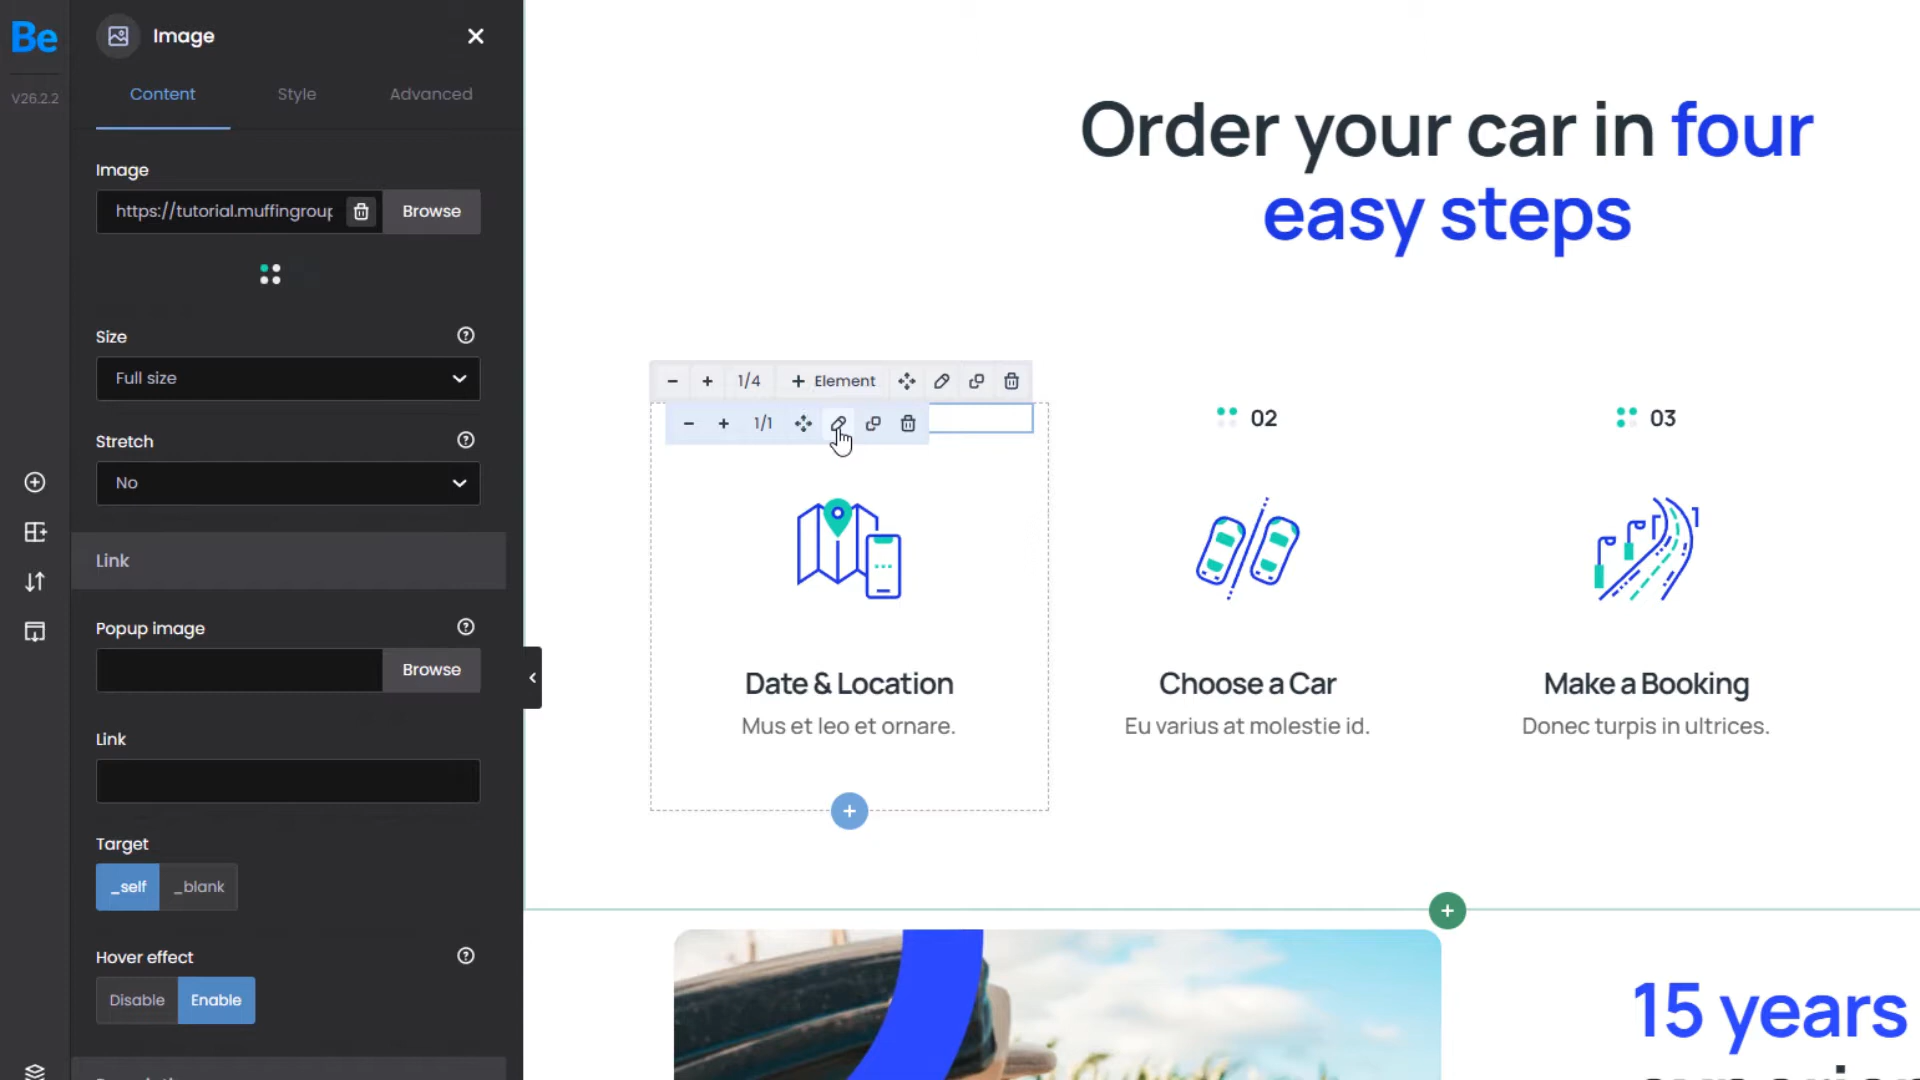 Be
V26.2.2
Image
Content
Style
Advanced
Image
https://tutorial.muffingroup
Browse
Size
Full size
Stretch
No
Link
Popup image
Browse
Link
Target
_self
_blank
Hover effect
Disable
Enable
Order your car in four
easy steps
1/4
+ Element
1/1
02
03
Date & Location
Mus et leo et ornare.
Choose a Car
Eu varius at molestie id.
Make a Booking
Donec turpis in ultrices.
15 years